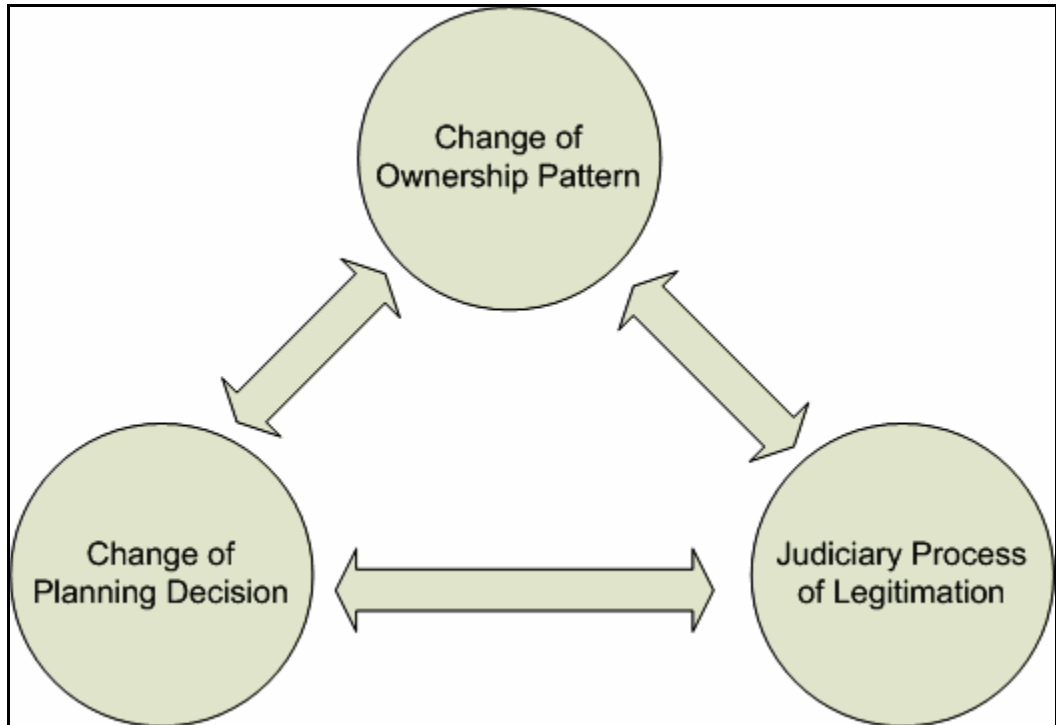 Change of
Ownership Pattern
Change of
Planning Decision
Judiciary Process
of Legitimation